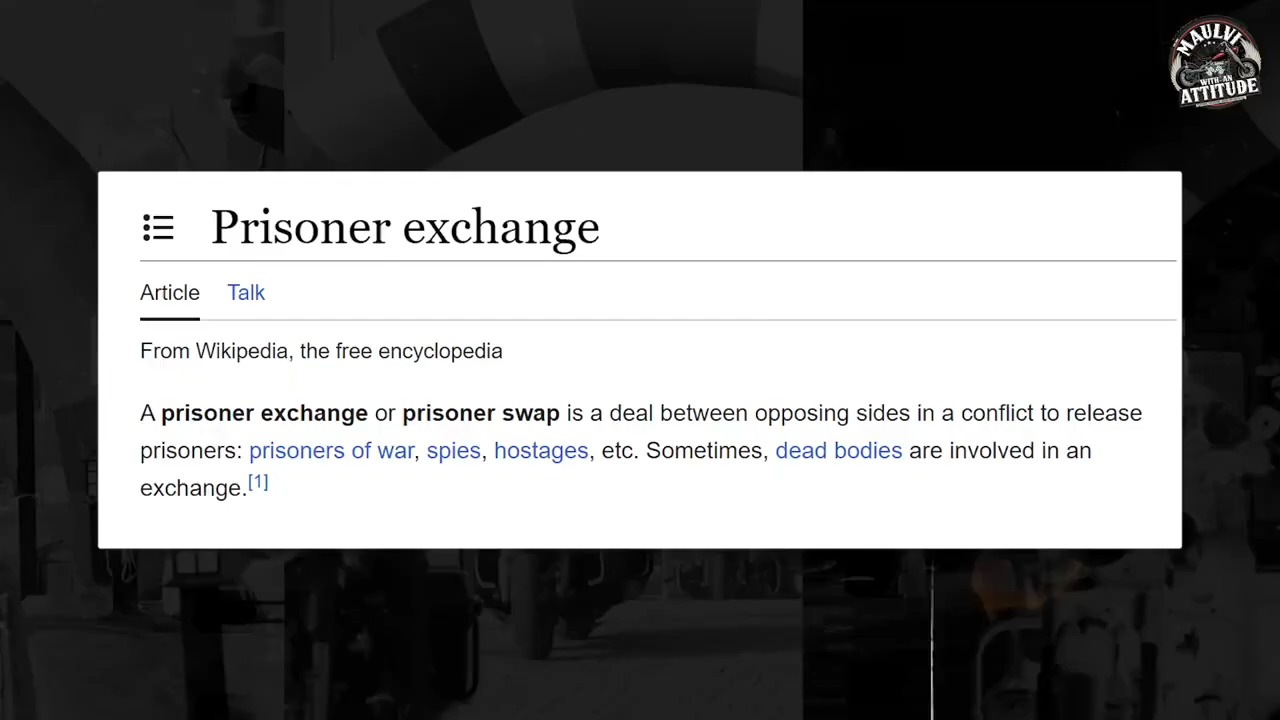 MAULVI
WITH AN
ATTITUDE
Prisoner exchange
Article Talk
From Wikipedia, the free encyclopedia
A prisoner exchange or prisoner swap is a deal between opposing sides in a conflict to release
prisoners: prisoners of war, spies, hostages, etc. Sometimes, dead bodies are involved in an
exchange.[1]